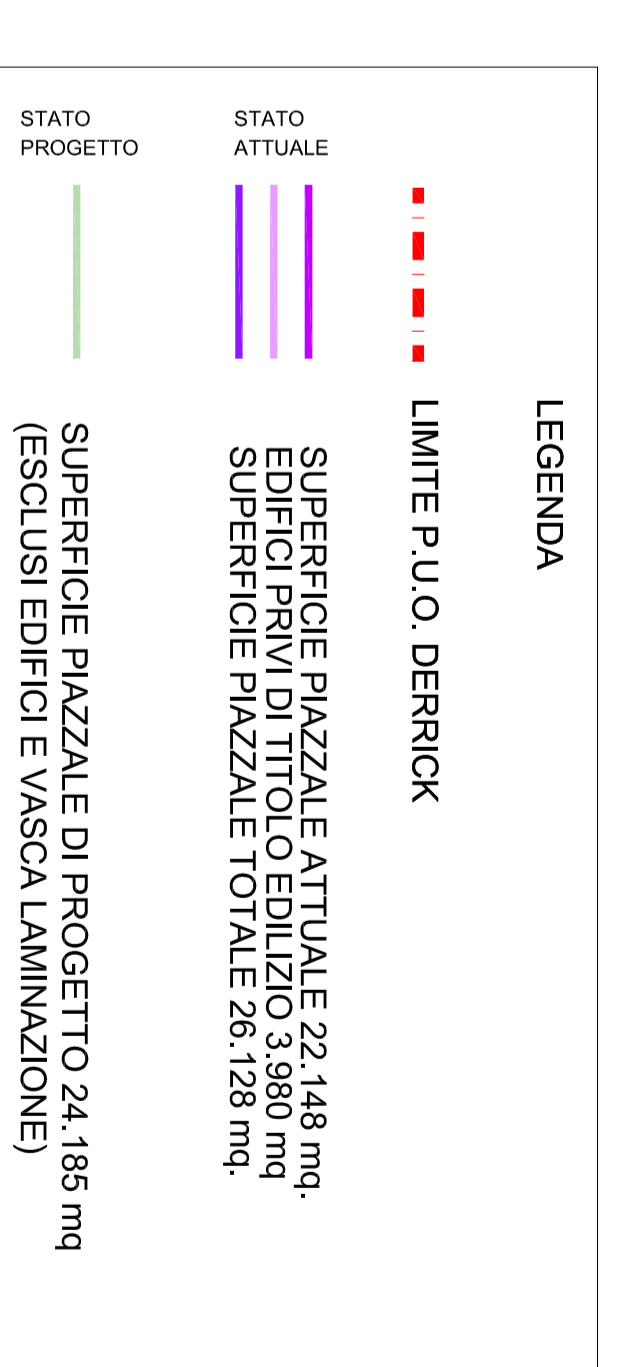 LEGENDA
LIMITE P.U.O. DERRICK
STATO
ATTUALE
SUPERFICIE PIAZZALE ATTUALE 22.148 mq.
EDIFICI PRIVI DI TITOLO EDILIZIO 3.980 mq
SUPERFICIE PIAZZALE TOTALE 26.128 mq.
STATO
PROGETTO
SUPERFICIE PIAZZALE DI PROGETTO 24.185 mq
(ESCLUSI EDIFICI E VASCA LAMINAZIONE)